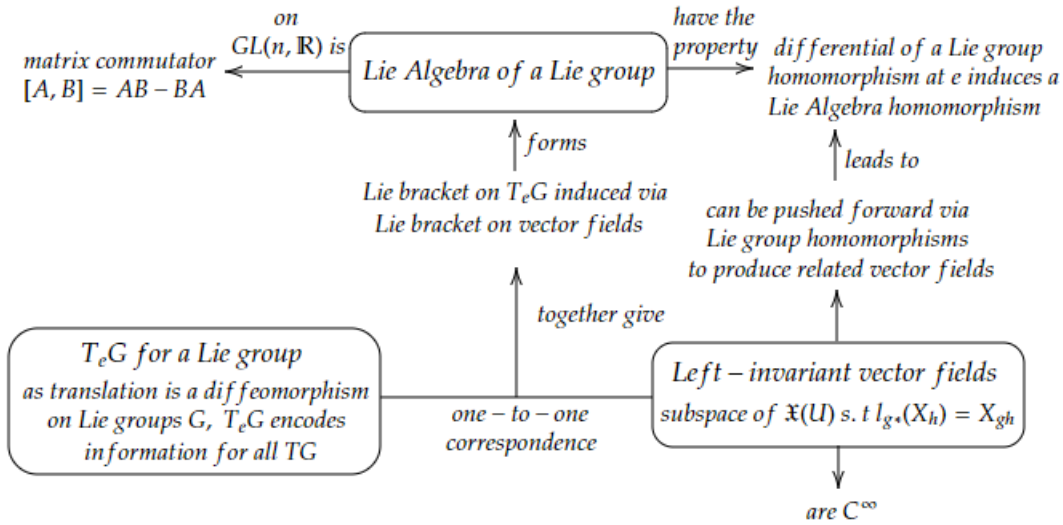 on
GL(n, ℝ) is
matrix commutator
[A, B] = AB − BA
Lie Algebra of a Lie group
have the
property
differential of a Lie group
homomorphism at e induces a
Lie Algebra homomorphism
forms
leads to
Lie bracket on TₑG induced via
Lie bracket on vector fields
can be pushed forward via
Lie group homomorphisms
to produce related vector fields
together give
TₑG for a Lie group
as translation is a diffeomorphism
on Lie groups G, TₑG encodes
information for all TG
one − to − one
correspondence
Left − invariant vector fields
subspace of 𝔛(U) s. t l_{g*}(X_h) = X_{gh}
are C^∞